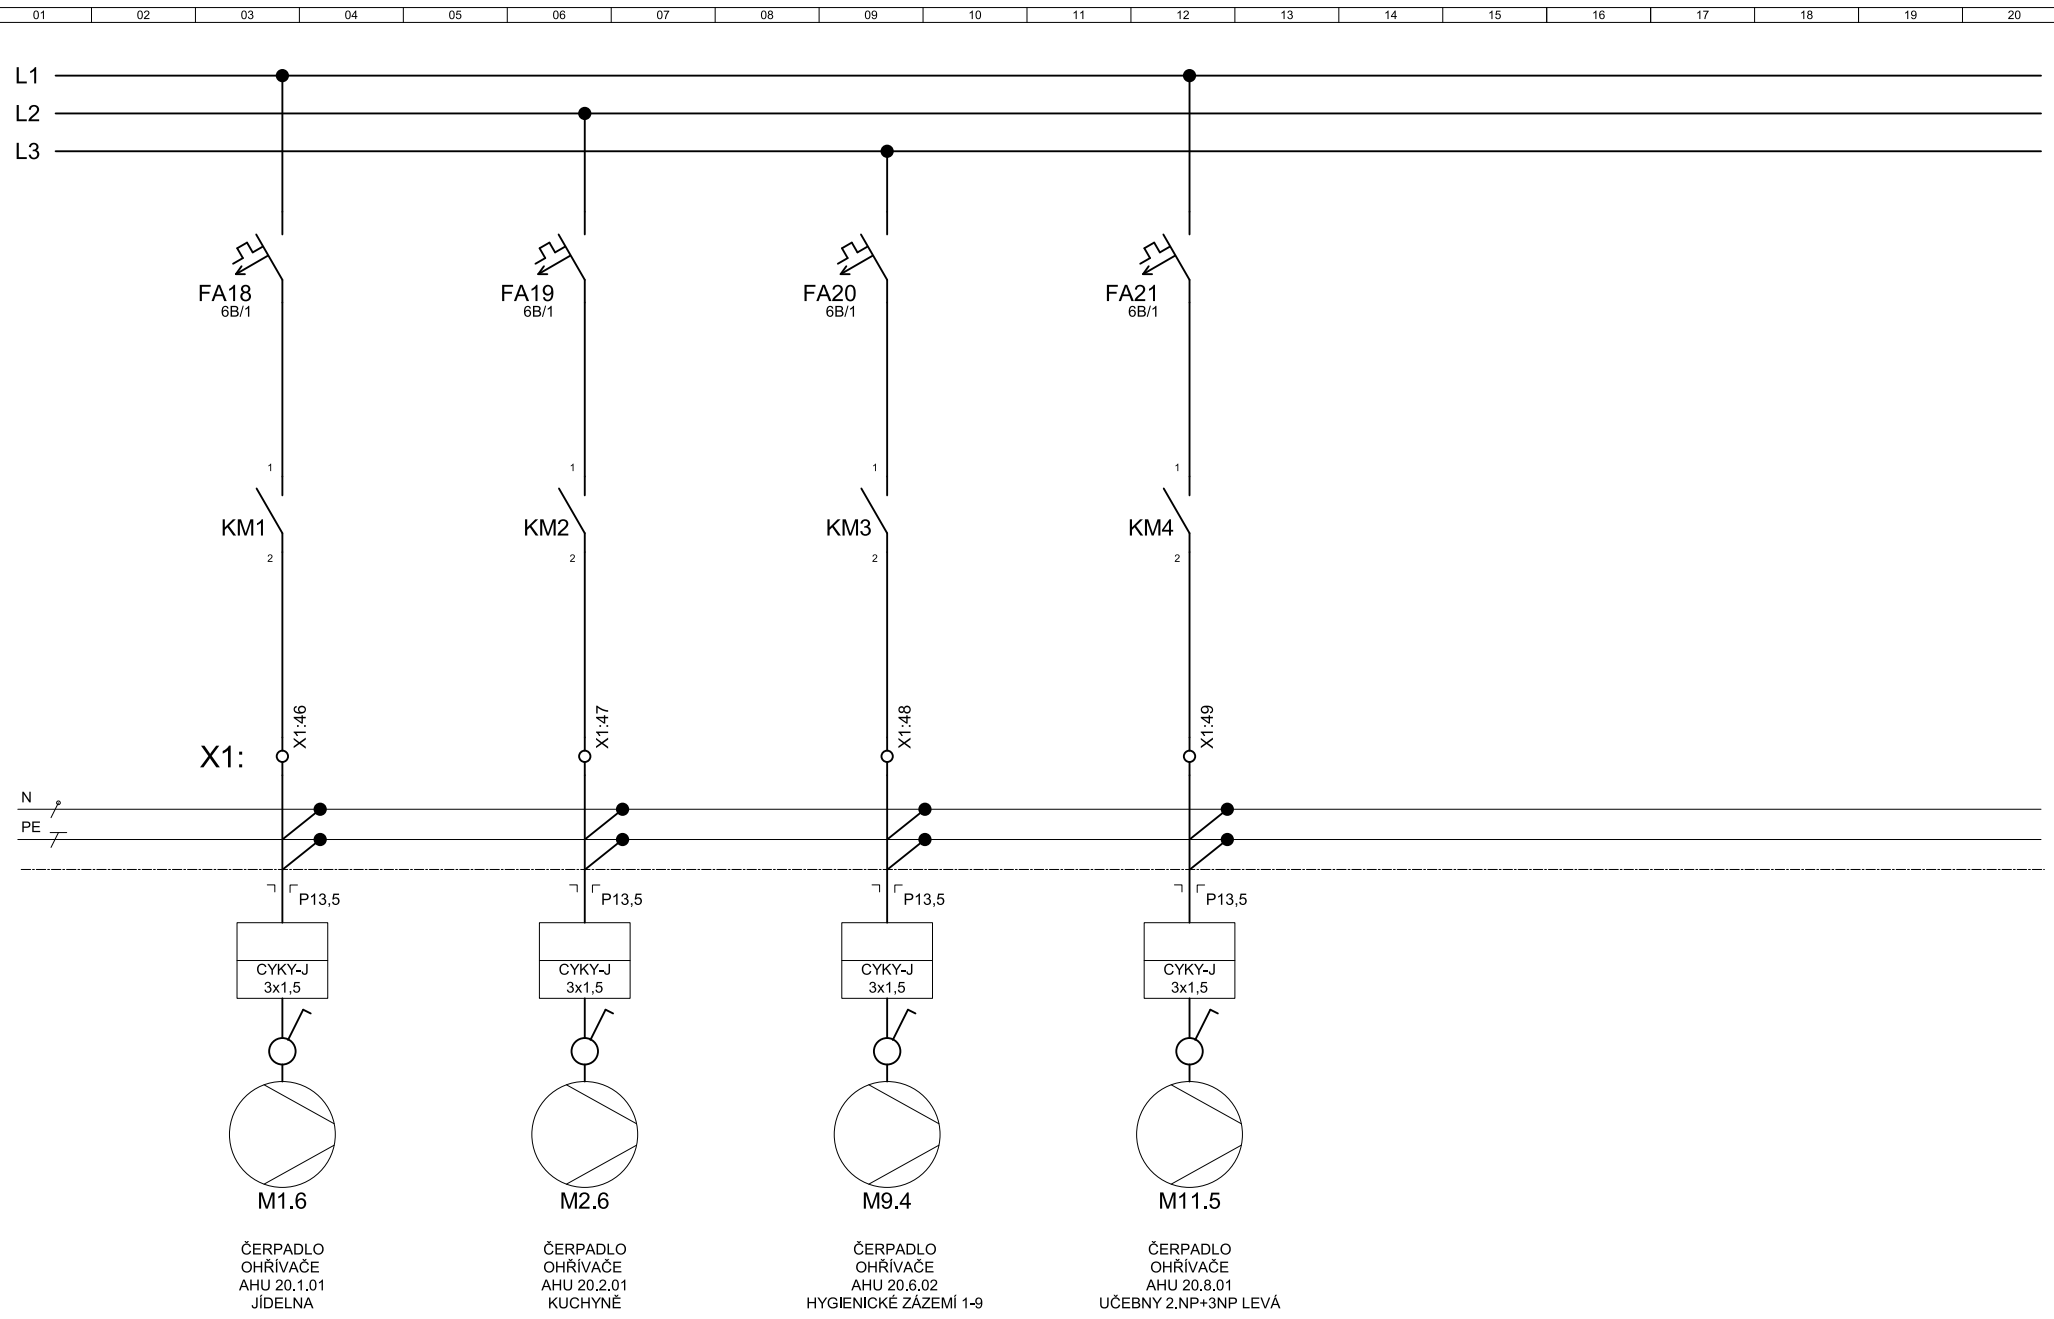 01 02 03 04 05 06 07 08 09 10 11 12 13 14 15 16 17 18 19 20
L1
L2
L3
FA18 FA19 FA20 FA21
6B/1 6B/1 6B/1 6B/1
1 1 1 1
KM1 KM2 KM3 KM4
2 2 2 2
X1:46 X1:47 X1:48 X1:49
X1:
N
PE
P13,5 P13,5 P13,5 P13,5
CYKY-J CYKY-J CYKY-J CYKY-J
3x1,5 3x1,5 3x1,5 3x1,5
M1.6 M2.6 M9.4 M11.5
ČERPADLO ČERPADLO ČERPADLO ČERPADLO
OHŘÍVAČE OHŘÍVAČE OHŘÍVAČE OHŘÍVAČE
AHU 20.1.01 AHU 20.2.01 AHU 20.6.02 AHU 20.8.01
JÍDELNA KUCHYNĚ HYGIENICKÉ ZÁZEMÍ 1-9 UČEBNY 2.NP+3NP LEVÁ